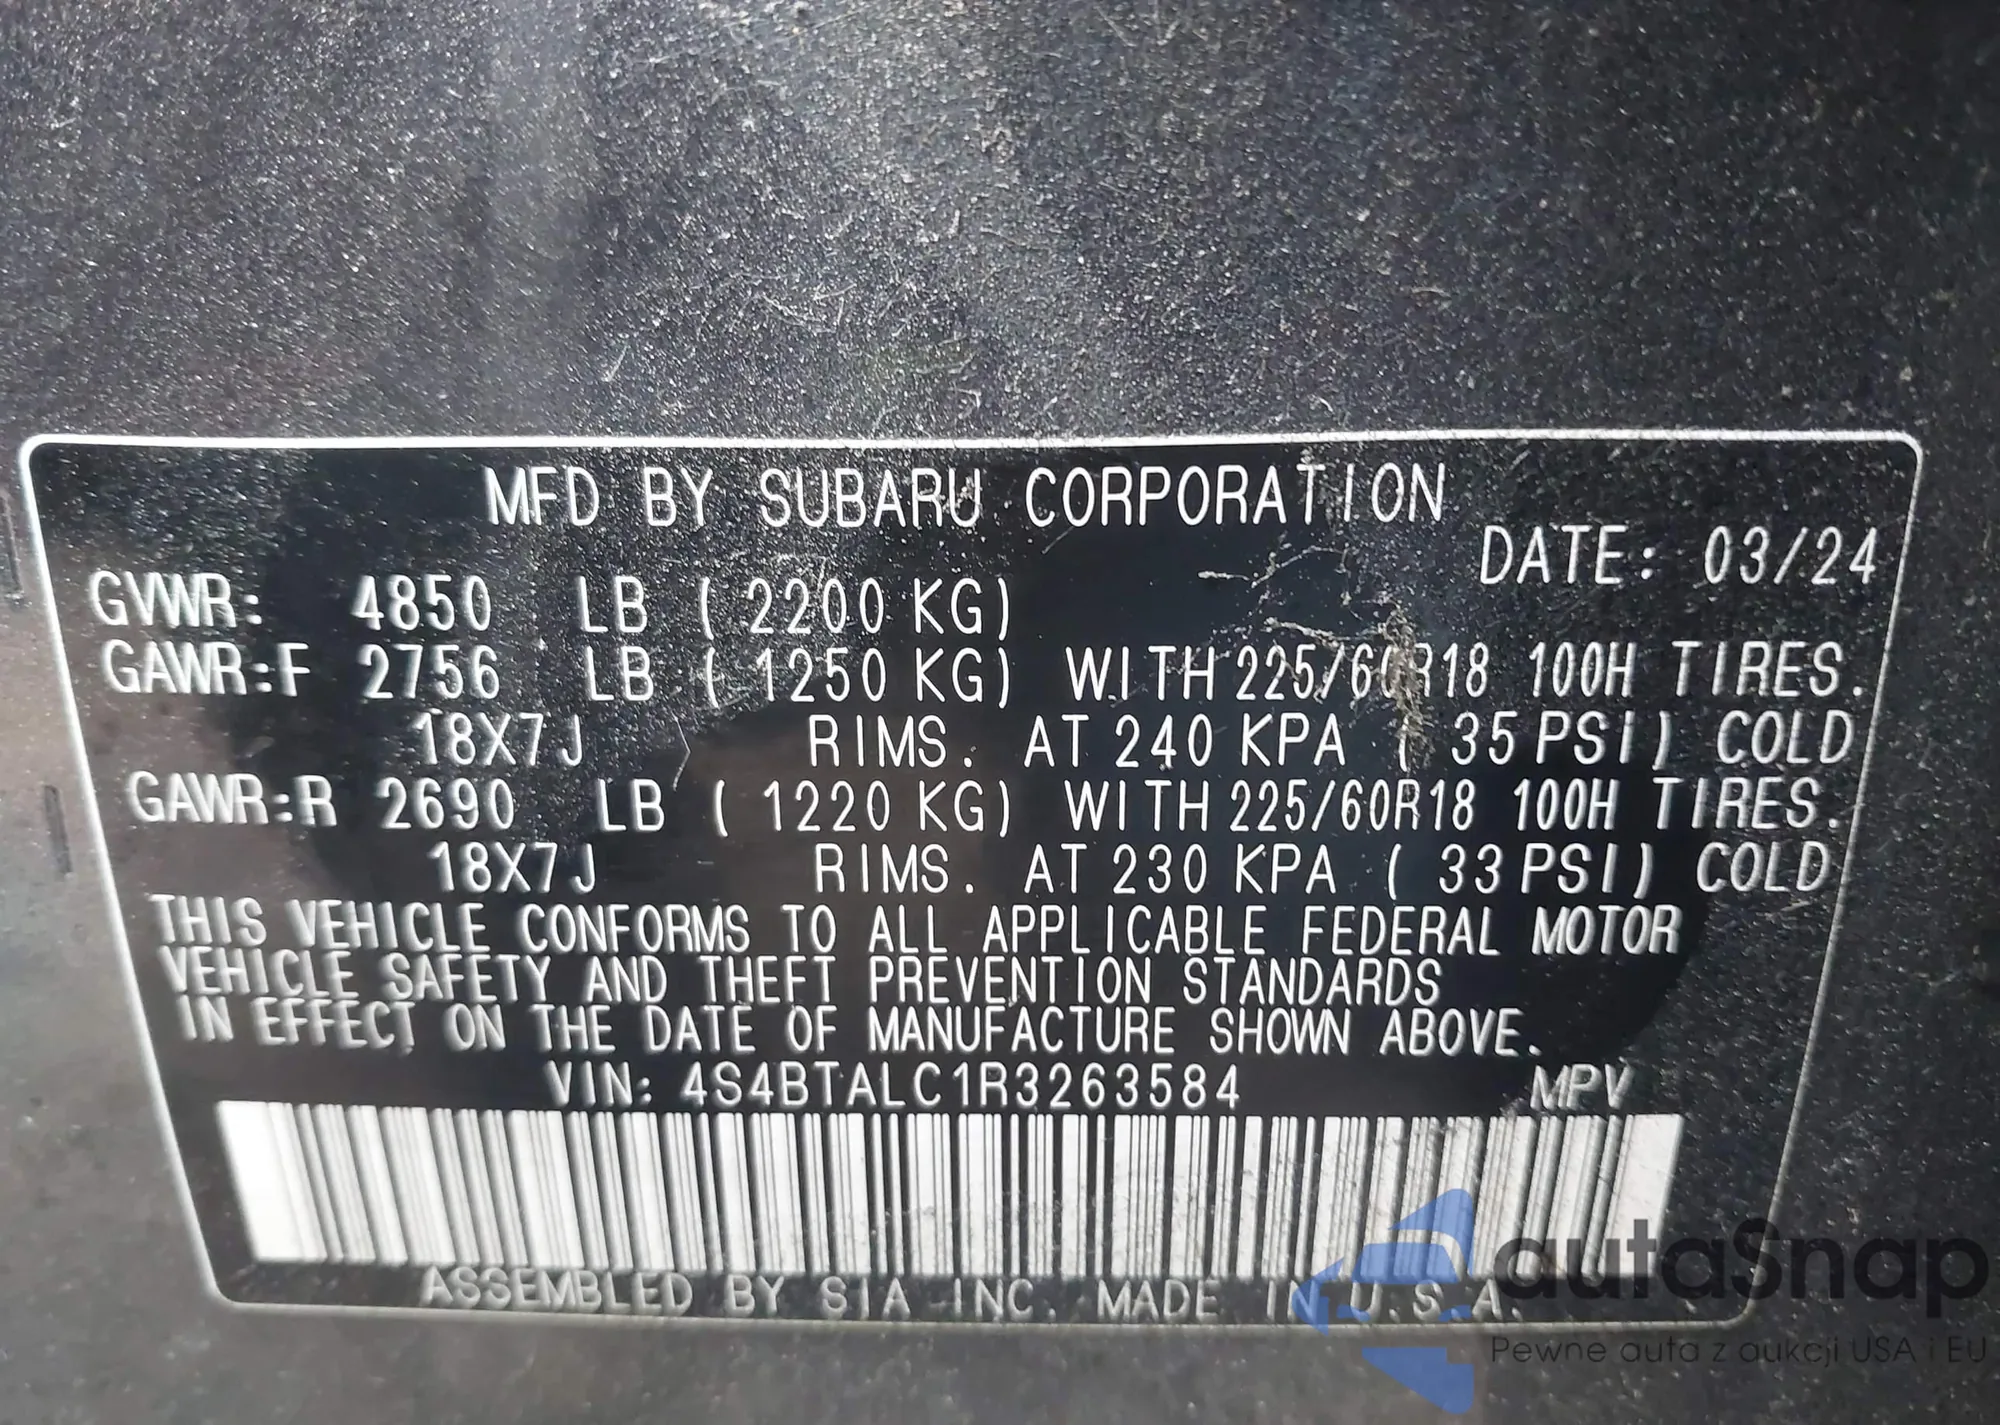 MFD BY SUBARU CORPORATION
DATE: 03/24
GVWR: 4850 LB ( 2200 KG)
GAWR:F 2756 LB ( 1250 KG) WITH 225/60R18 100H TIRES.
18X7J RIMS. AT 240 KPA ( 35 PSI) COLD
GAWR:R 2690 LB ( 1220 KG) WITH 225/60R18 100H TIRES.
18X7J RIMS. AT 230 KPA ( 33 PSI) COLD
THIS VEHICLE CONFORMS TO ALL APPLICABLE FEDERAL MOTOR
VEHICLE SAFETY AND THEFT PREVENTION STANDARDS
IN EFFECT ON THE DATE OF MANUFACTURE SHOWN ABOVE.
VIN: 4S4BTALC1R3263584 MPV
ASSEMBLED BY SIA INC. MADE IN U.S.A.
autaSnap
Pewne auta z aukcji USA i EU